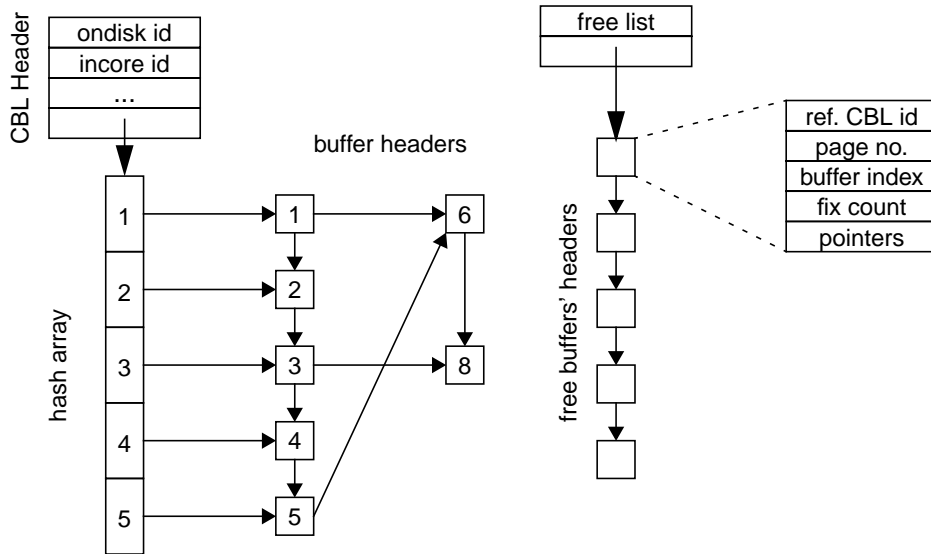 CBL Header
ondisk id
incore id
...
free list
ref. CBL id
page no.
buffer index
fix count
pointers
buffer headers
hash array
1
2
3
4
5
1
2
3
4
5
6
8
free buffers’ headers